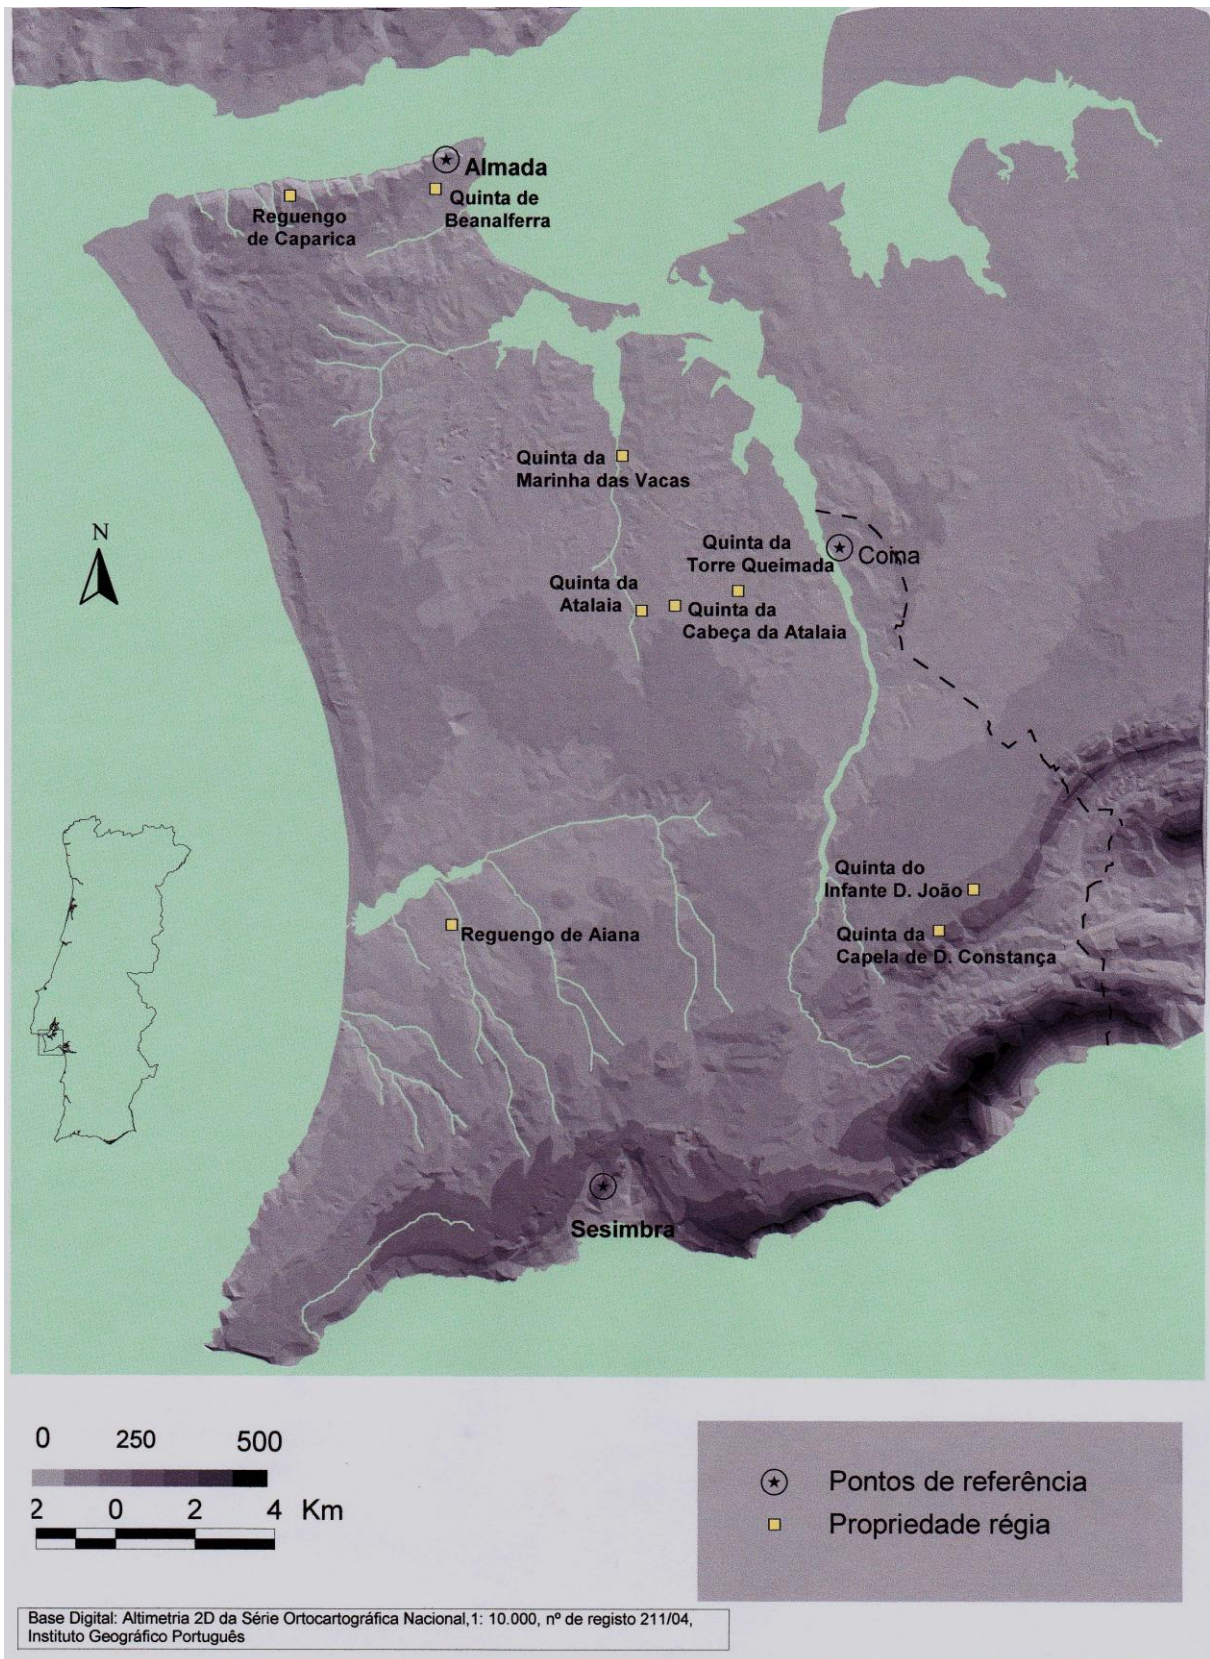 Almada
Quinta de
Beanalferra
Reguengo
de Caparica
Quinta da
Marinha das Vacas
N
Quinta da
Torre Queimada
Coina
Quinta da
Atalaia
Quinta da
Cabeça da Atalaia
Quinta do
Infante D. João
Reguengo de Aiana
Quinta da
Capela de D. Constança
Sesimbra
0 250 500
2 0 2 4 Km
Pontos de referência
Propriedade régia
Base Digital: Altimetria 2D da Série Ortocartográfica Nacional,1: 10.000, nº de registo 211/04,
Instituto Geográfico Português